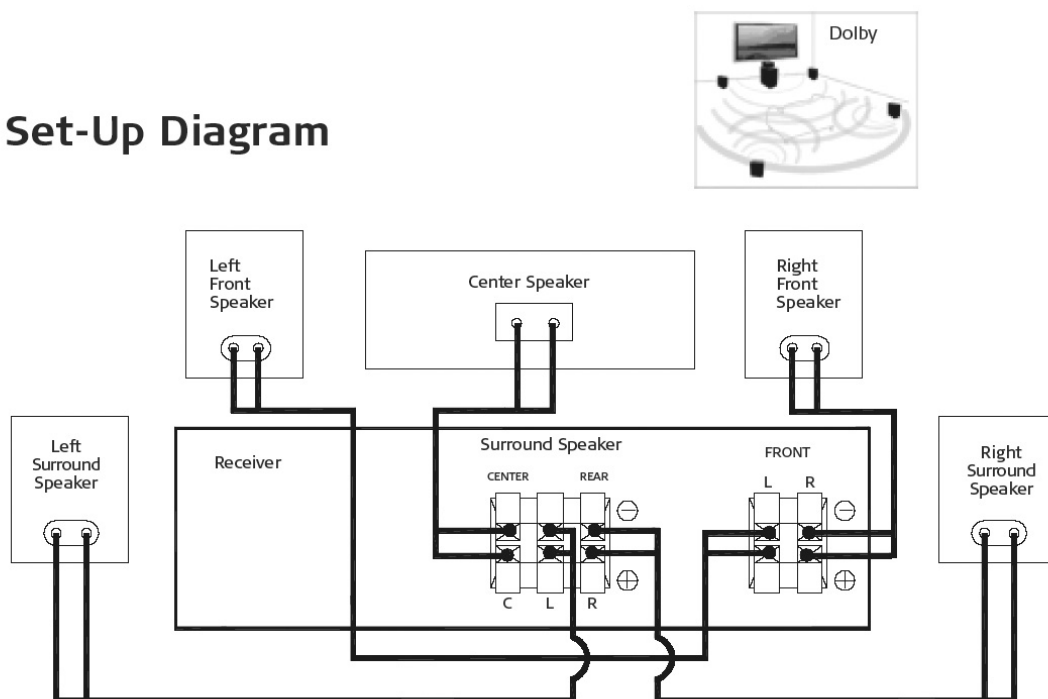 Dolby
Set-Up Diagram
Left
Front
Speaker
Center Speaker
Right
Front
Speaker
Left
Surround
Speaker
Receiver
Surround Speaker
CENTER
REAR
FRONT
L R
Right
Surround
Speaker
C L R